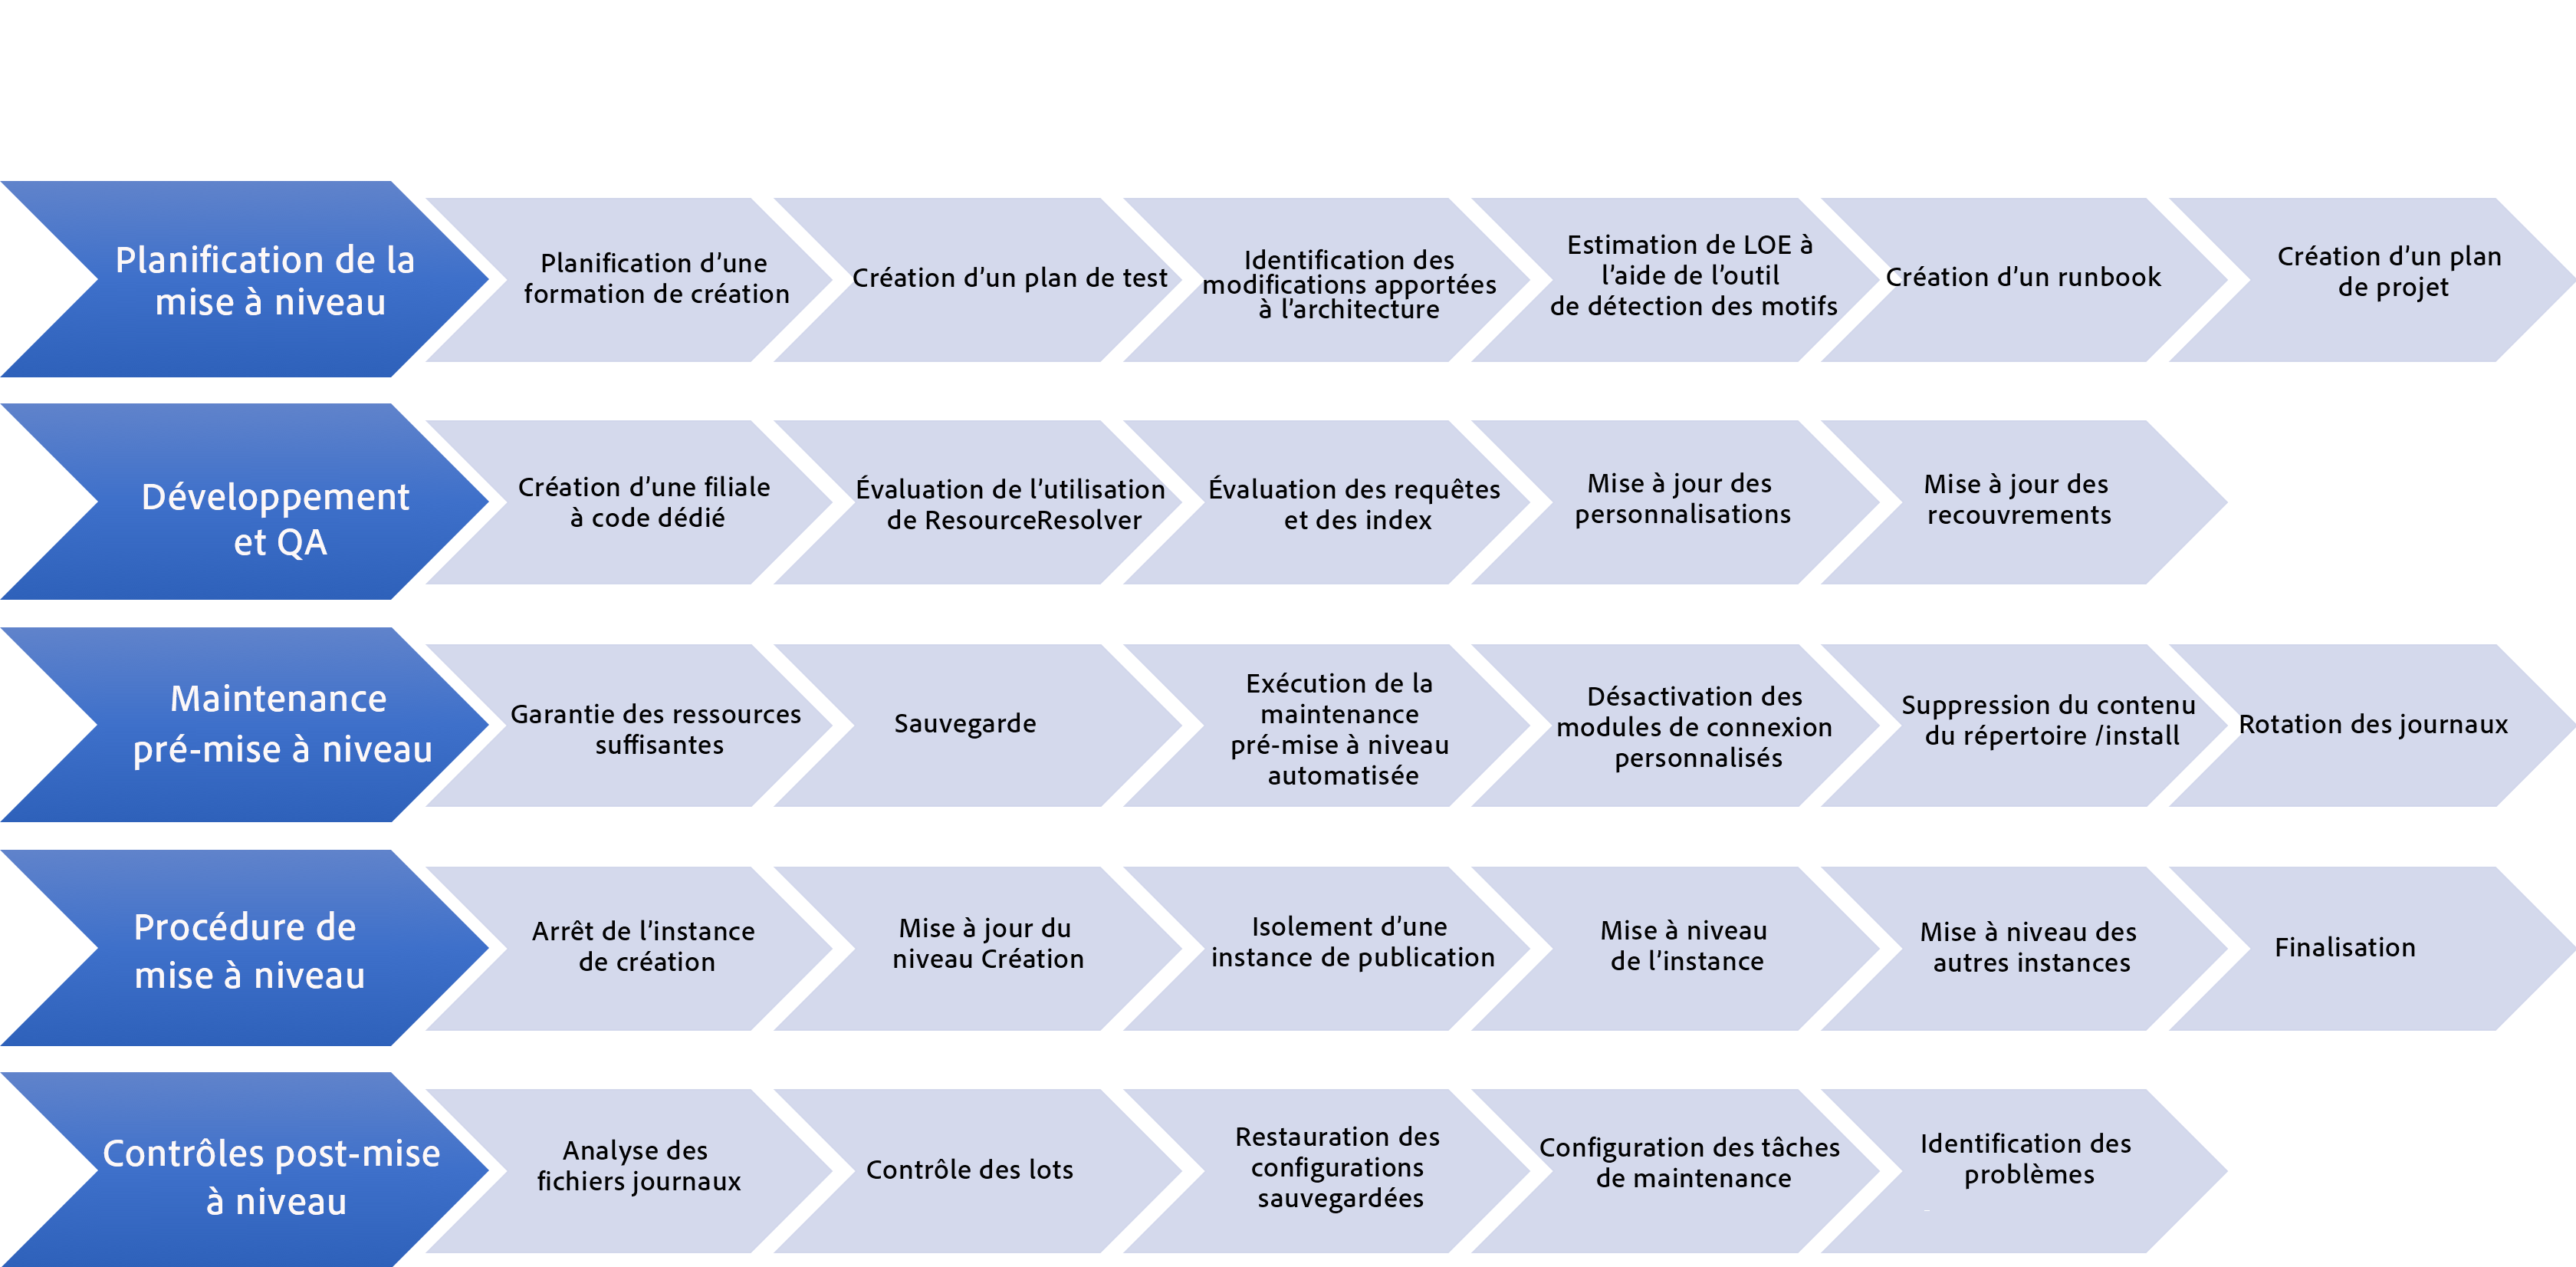 Planification de la
mise à niveau
Planification d’une
formation de création
Création d’un plan de test
Identification des
modifications apportées
à l’architecture
Estimation de LOE à
l’aide de l’outil
de détection des motifs
Création d’un runbook
Création d’un plan
de projet
Développement
et QA
Création d’une filiale
à code dédié
Évaluation de l’utilisation
de ResourceResolver
Évaluation des requêtes
et des index
Mise à jour des
personnalisations
Mise à jour des
recouvrements
Maintenance
pré-mise à niveau
Garantie des ressources
suffisantes
Sauvegarde
Exécution de la
maintenance
pré-mise à niveau
automatisée
Désactivation des
modules de connexion
personnalisés
Suppression du contenu
du répertoire /install
Rotation des journaux
Procédure de
mise à niveau
Arrêt de l’instance
de création
Mise à jour du
niveau Création
Isolement d’une
instance de publication
Mise à niveau
de l’instance
Mise à niveau des
autres instances
Finalisation
Contrôles post-mise
à niveau
Analyse des
fichiers journaux
Contrôle des lots
Restauration des
configurations
sauvegardées
Configuration des tâches
de maintenance
Identification des
problèmes